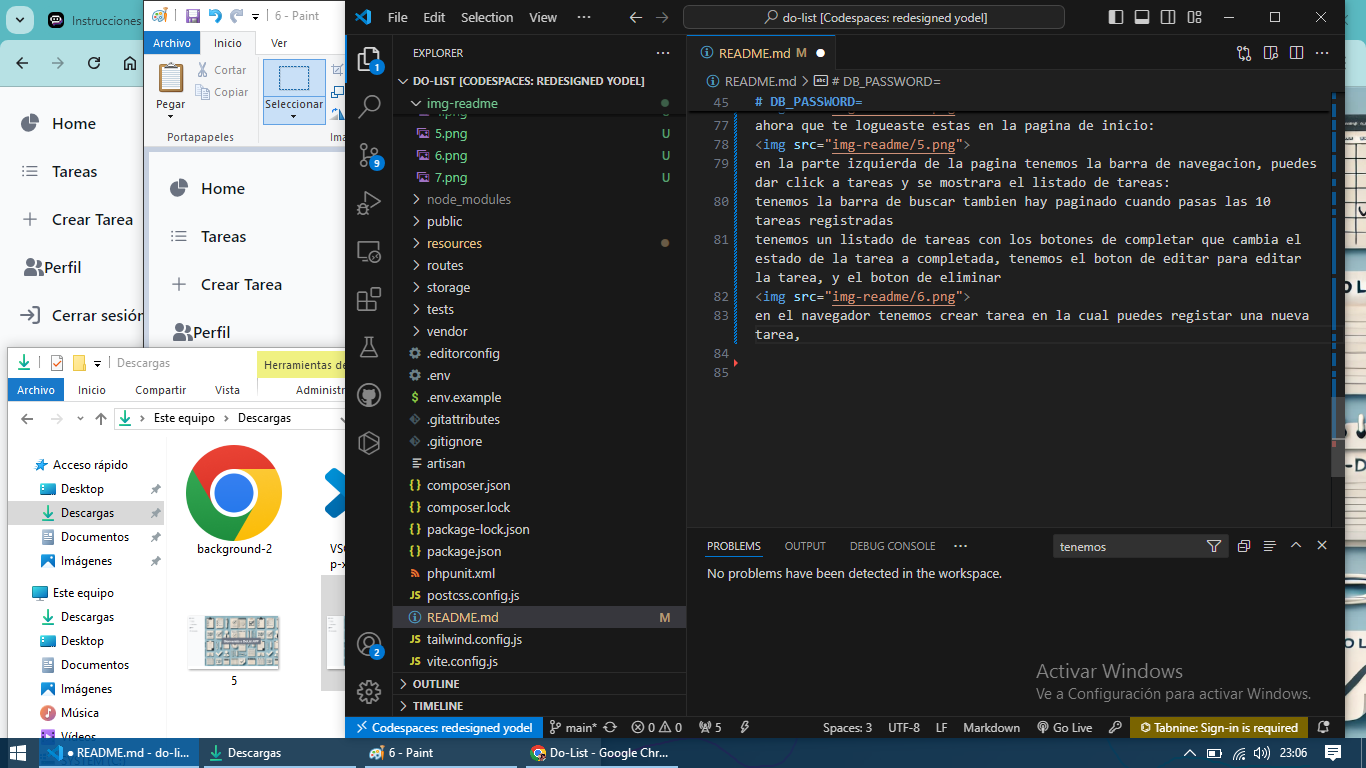 Instrucciones
Home
Tareas
Crear Tarea
Perfil
Cerrar sesión
6 - Paint
Archivo
Inicio
Ver
Pegar
Cortar
Copiar
Seleccionar
Portapapeles
Home
Tareas
Crear Tarea
Perfil
Descargas
Herramientas de
Archivo
Inicio
Compartir
Vista
Administr
Este equipo
Descargas
Acceso rápido
Desktop
Descargas
Documentos
Imágenes
Este equipo
Descargas
Desktop
Documentos
Imágenes
Música
Vídeos
background-2
5
File Edit Selection View ···
do-list [Codespaces: redesigned yodel]
EXPLORER
DO-LIST [CODESPACES: REDESIGNED YODEL]
img-readme
5.png U
6.png U
7.png U
node_modules
public
resources
routes
storage
tests
vendor
.editorconfig
.env
.env.example
.gitattributes
.gitignore
artisan
composer.json
composer.lock
package-lock.json
package.json
phpunit.xml
postcss.config.js
README.md M
tailwind.config.js
vite.config.js
OUTLINE
TIMELINE
README.md M
README.md > # DB_PASSWORD=
45 # DB_PASSWORD=
77 ahora que te logueaste estas en la pagina de inicio:
78 <img src="img-readme/5.png">
79 en la parte izquierda de la pagina tenemos la barra de navegacion, puedes
dar click a tareas y se mostrara el listado de tareas:
80 tenemos la barra de buscar tambien hay paginado cuando pasas las 10
tareas registradas
81 tenemos un listado de tareas con los botones de completar que cambia el
estado de la tarea a completada, tenemos el boton de editar para editar
la tarea, y el boton de eliminar
82 <img src="img-readme/6.png">
83 en el navegador tenemos crear tarea en la cual puedes registar una nueva
tarea,
84
85
PROBLEMS OUTPUT DEBUG CONSOLE ···
tenemos
No problems have been detected in the workspace.
Activar Windows
Ve a Configuración para activar Windows.
Codespaces: redesigned yodel
main*
0 0
5
Spaces: 3
UTF-8
LF
Markdown
Go Live
Tabnine: Sign-in is required
● README.md - do-li...
Descargas
6 - Paint
Do-List - Google Chr...
23:06
1
9
2